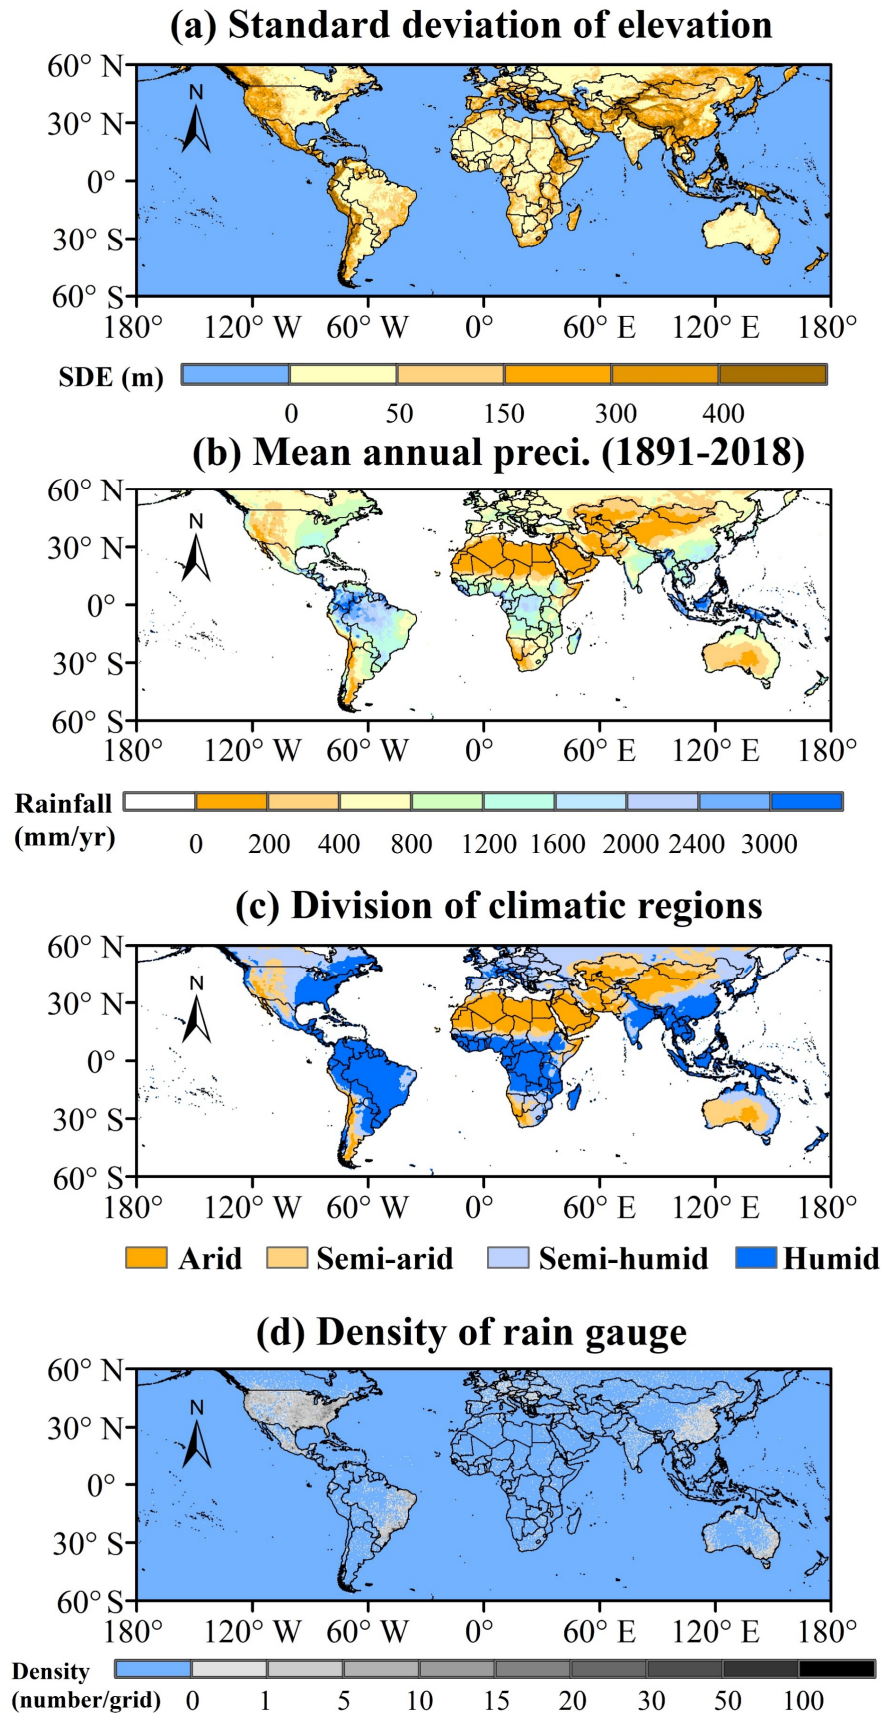 (a) Standard deviation of elevation
60° N
N
30° N
0°
30° S
60° S
180° 120° W 60° W 0° 60° E 120° E 180°
SDE (m)
0 50 150 300 400
(b) Mean annual preci. (1891-2018)
60° N
N
30° N
0°
30° S
60° S
180° 120° W 60° W 0° 60° E 120° E 180°
Rainfall
(mm/yr)
0 200 400 800 1200 1600 2000 2400 3000
(c) Division of climatic regions
60° N
N
30° N
0°
30° S
60° S
180° 120° W 60° W 0° 60° E 120° E 180°
Arid Semi-arid Semi-humid Humid
(d) Density of rain gauge
60° N
N
30° N
0°
30° S
60° S
180° 120° W 60° W 0° 60° E 120° E 180°
Density
(number/grid) 0 1 5 10 15 20 30 50 100